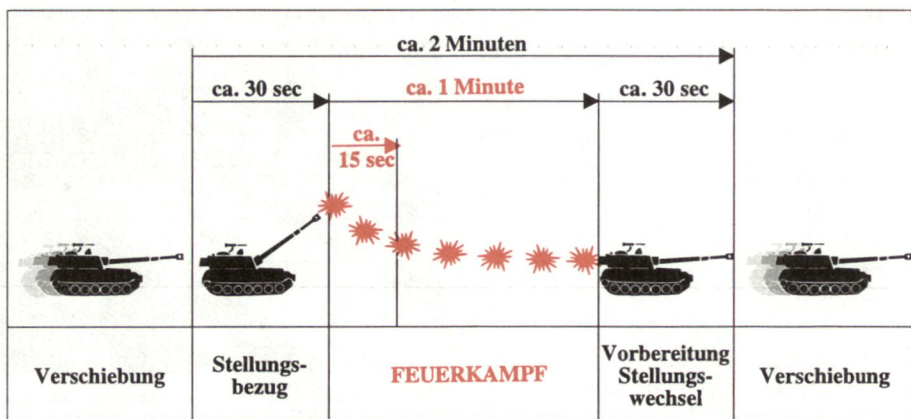 ca. 2 Minuten
ca. 30 sec
ca. 1 Minute
ca. 30 sec
ca.
15 sec
Verschiebung
Stellungs-
bezug
FEUERKAMPF
Vorbereitung
Stellungs-
wechsel
Verschiebung